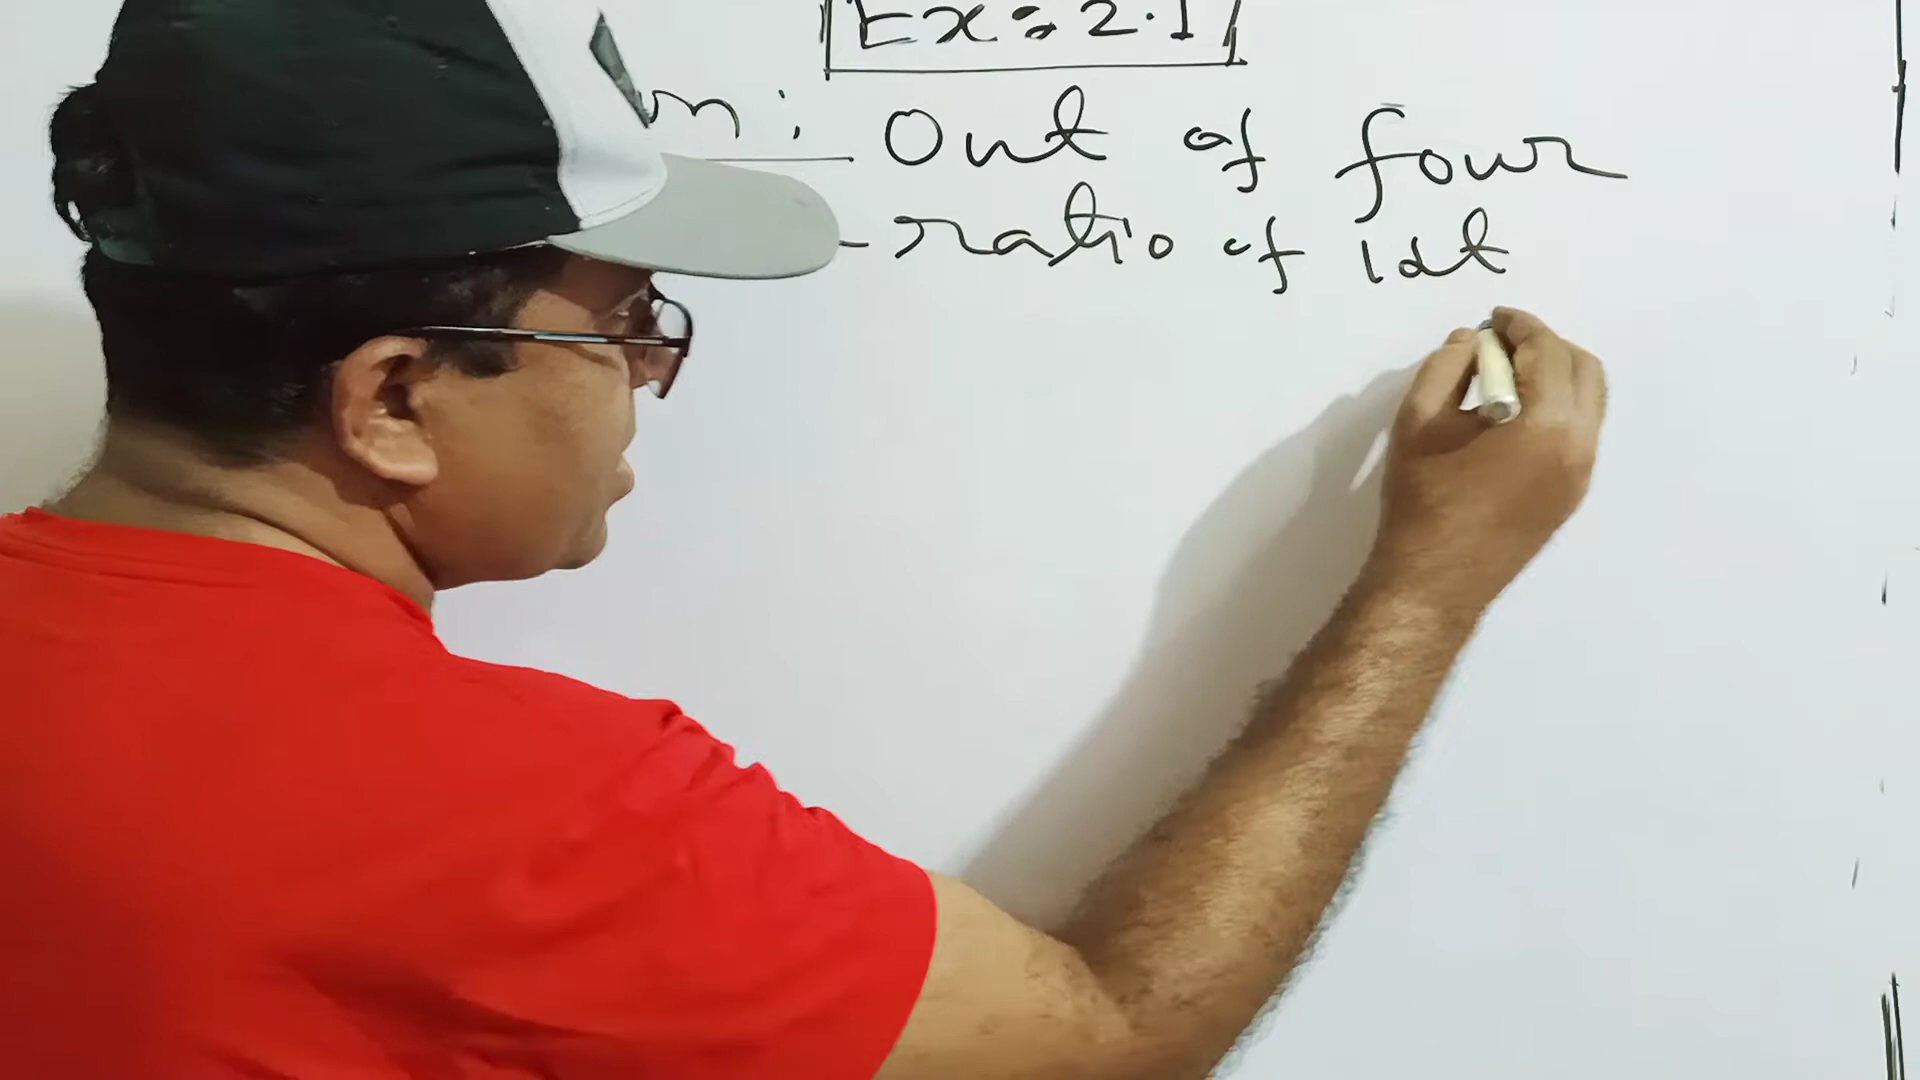 Ex: 2.1
Out of four
ratio of 1st